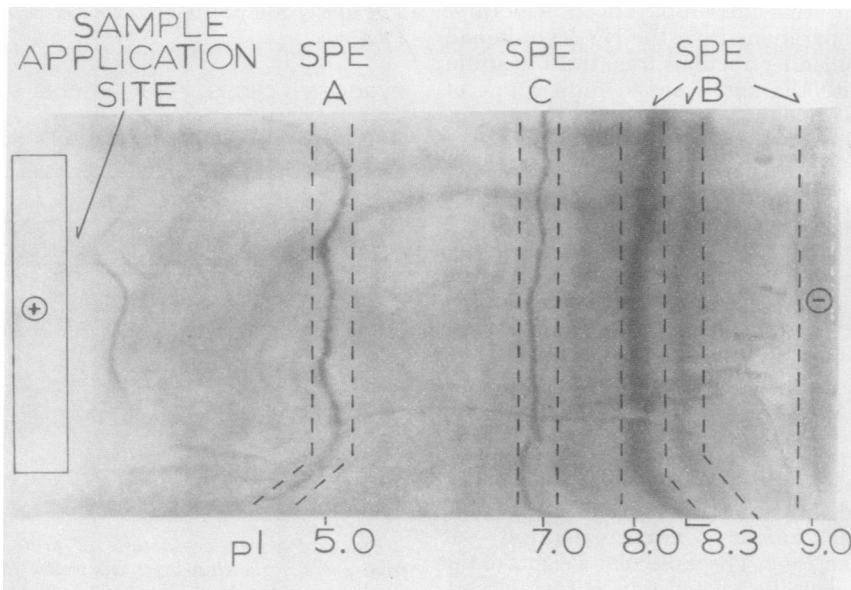 SAMPLE
APPLICATION
SITE
SPE
A
SPE
C
SPE
B
+
-
pI 5.0 7.0 8.0 8.3 9.0